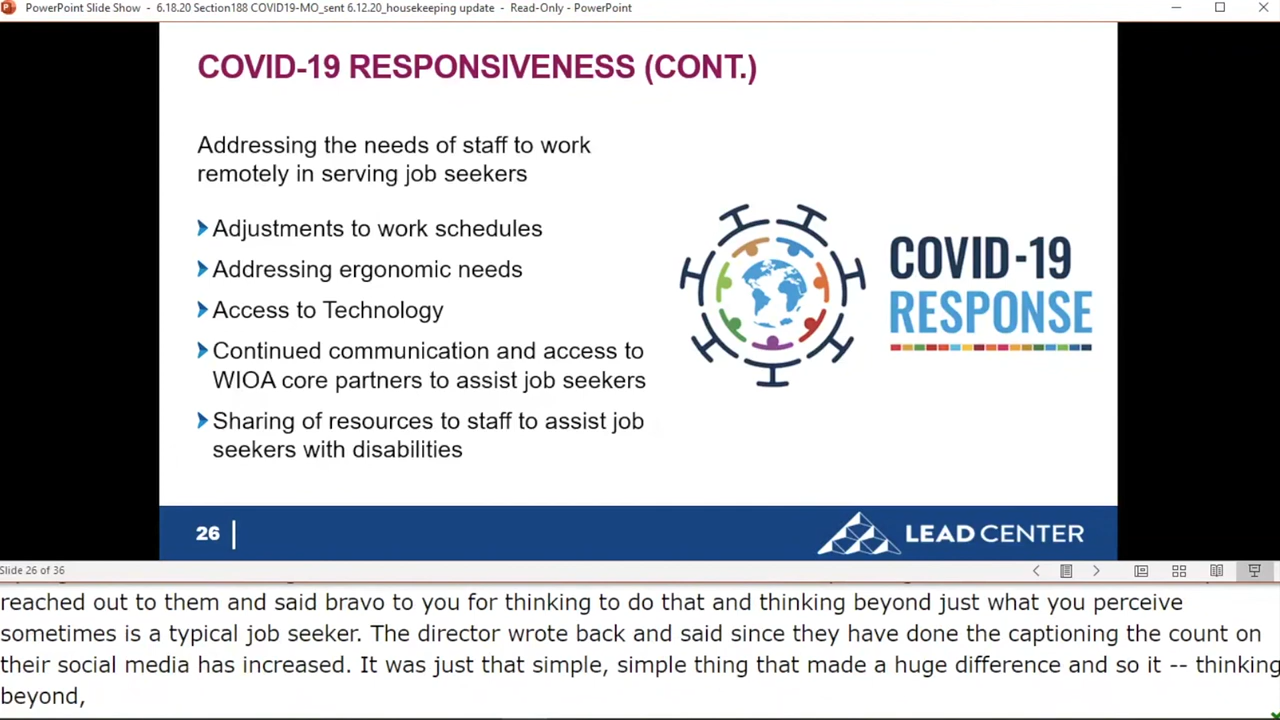 PowerPoint Slide Show - 6.18.20 Section188 COVID19-MO_sent 6.12.20_housekeeping update - Read-Only - PowerPoint
COVID-19 RESPONSIVENESS (CONT.)
Addressing the needs of staff to work
remotely in serving job seekers
Adjustments to work schedules
Addressing ergonomic needs
Access to Technology
Continued communication and access to
WIOA core partners to assist job seekers
Sharing of resources to staff to assist job
seekers with disabilities
COVID-19
RESPONSE
26
LEAD CENTER
Slide 26 of 36
reached out to them and said bravo to you for thinking to do that and thinking beyond just what you perceive
sometimes is a typical job seeker. The director wrote back and said since they have done the captioning the count on
their social media has increased. It was just that simple, simple thing that made a huge difference and so it -- thinking
beyond,